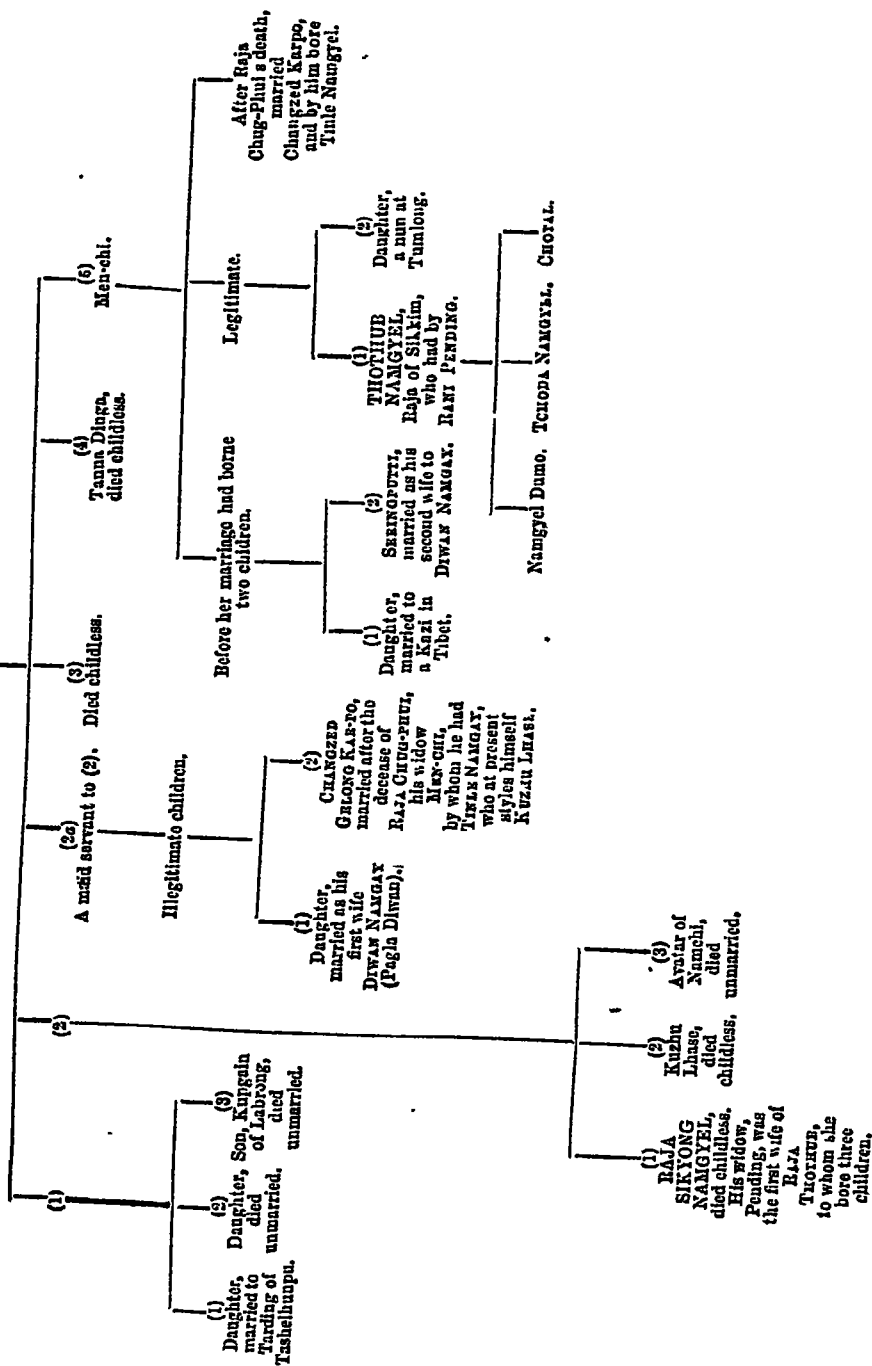 (1)
(2)
(2a)
A maid servant to (2).
(3)
Died childless.
(4)
Tanna Dinga,
died childless.
(5)
Men-chi.
(1)
Daughter,
married to
Tarding of
Tashelhunpu.
(2)
Daughter,
died
unmarried.
(3)
Son, Kupgain
of Labrong,
died
unmarried.
Illegitimate children.
(1)
Daughter,
married as his
first wife
DIWAN NAMGAY
(Pagla Diwan).
(2)
CHANGZED
GELONG KAR-PO,
married after the
decease of
RAJA CHUG-PHUI,
his widow
MEN-CHI,
by whom he had
TINLE NAMGAY,
who at present
styles himself
KUZAU LHASE.
Before her marriage had borne
two children.
(1)
Daughter,
married to
a Kazi in
Tibet.
(2)
SERINGPUTTI,
married as his
second wife to
DIWAN NAMGAY.
Legitimate.
(1)
THOTHUB
NAMGYEL,
Raja of Sikkim,
who had by
RANI PENDING.
(2)
Daughter,
a nun at
Tumlong.
After Raja
Chug-Phui s death,
married
Changzed Karpo,
and by him bore
Tinle Namgyel.
Namgyel Dumo.
TCHODA NAMGYEL.
CHOTAL.
(1)
RAJA
SIKYONG
NAMGYEL,
died childless.
His widow,
Pending, was
the first wife of
RAJA
THOTHUB,
to whom she
bore three
children.
(2)
Kuzhu
Lhase,
died
childless.
(3)
Avatar of
Namchi,
died
unmarried.